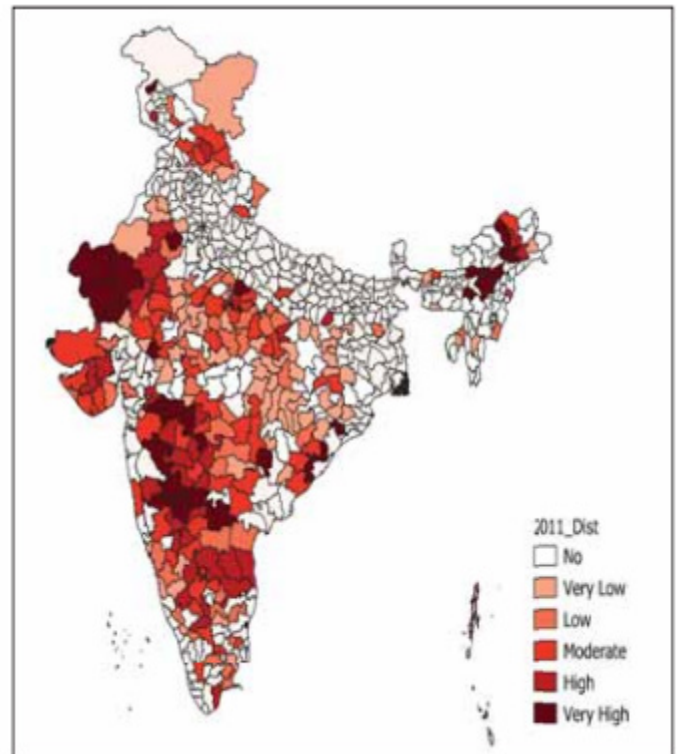 2011_Dist
No
Very Low
Low
Moderate
High
Very High